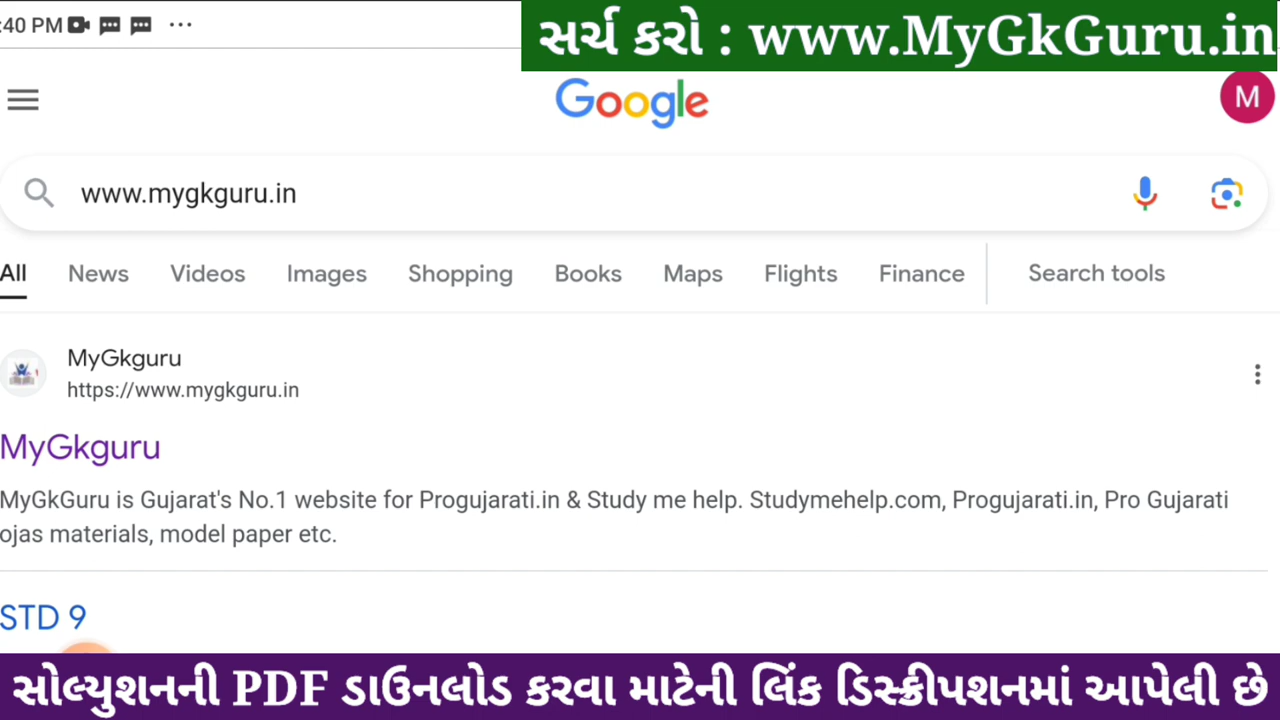 :40 PM
સર્ચ કરો : www.MyGkGuru.in
Google
M
www.mygkguru.in
All News Videos Images Shopping Books Maps Flights Finance Search tools
MyGkguru
https://www.mygkguru.in
MyGkguru
MyGkGuru is Gujarat's No.1 website for Progujarati.in & Study me help. Studymehelp.com, Progujarati.in, Pro Gujarati
ojas materials, model paper etc.
STD 9
સોલ્યુશનની PDF ડાઉનલોડ કરવા માટેની લિંક ડિસ્ક્રીપશનમાં આપેલી છે